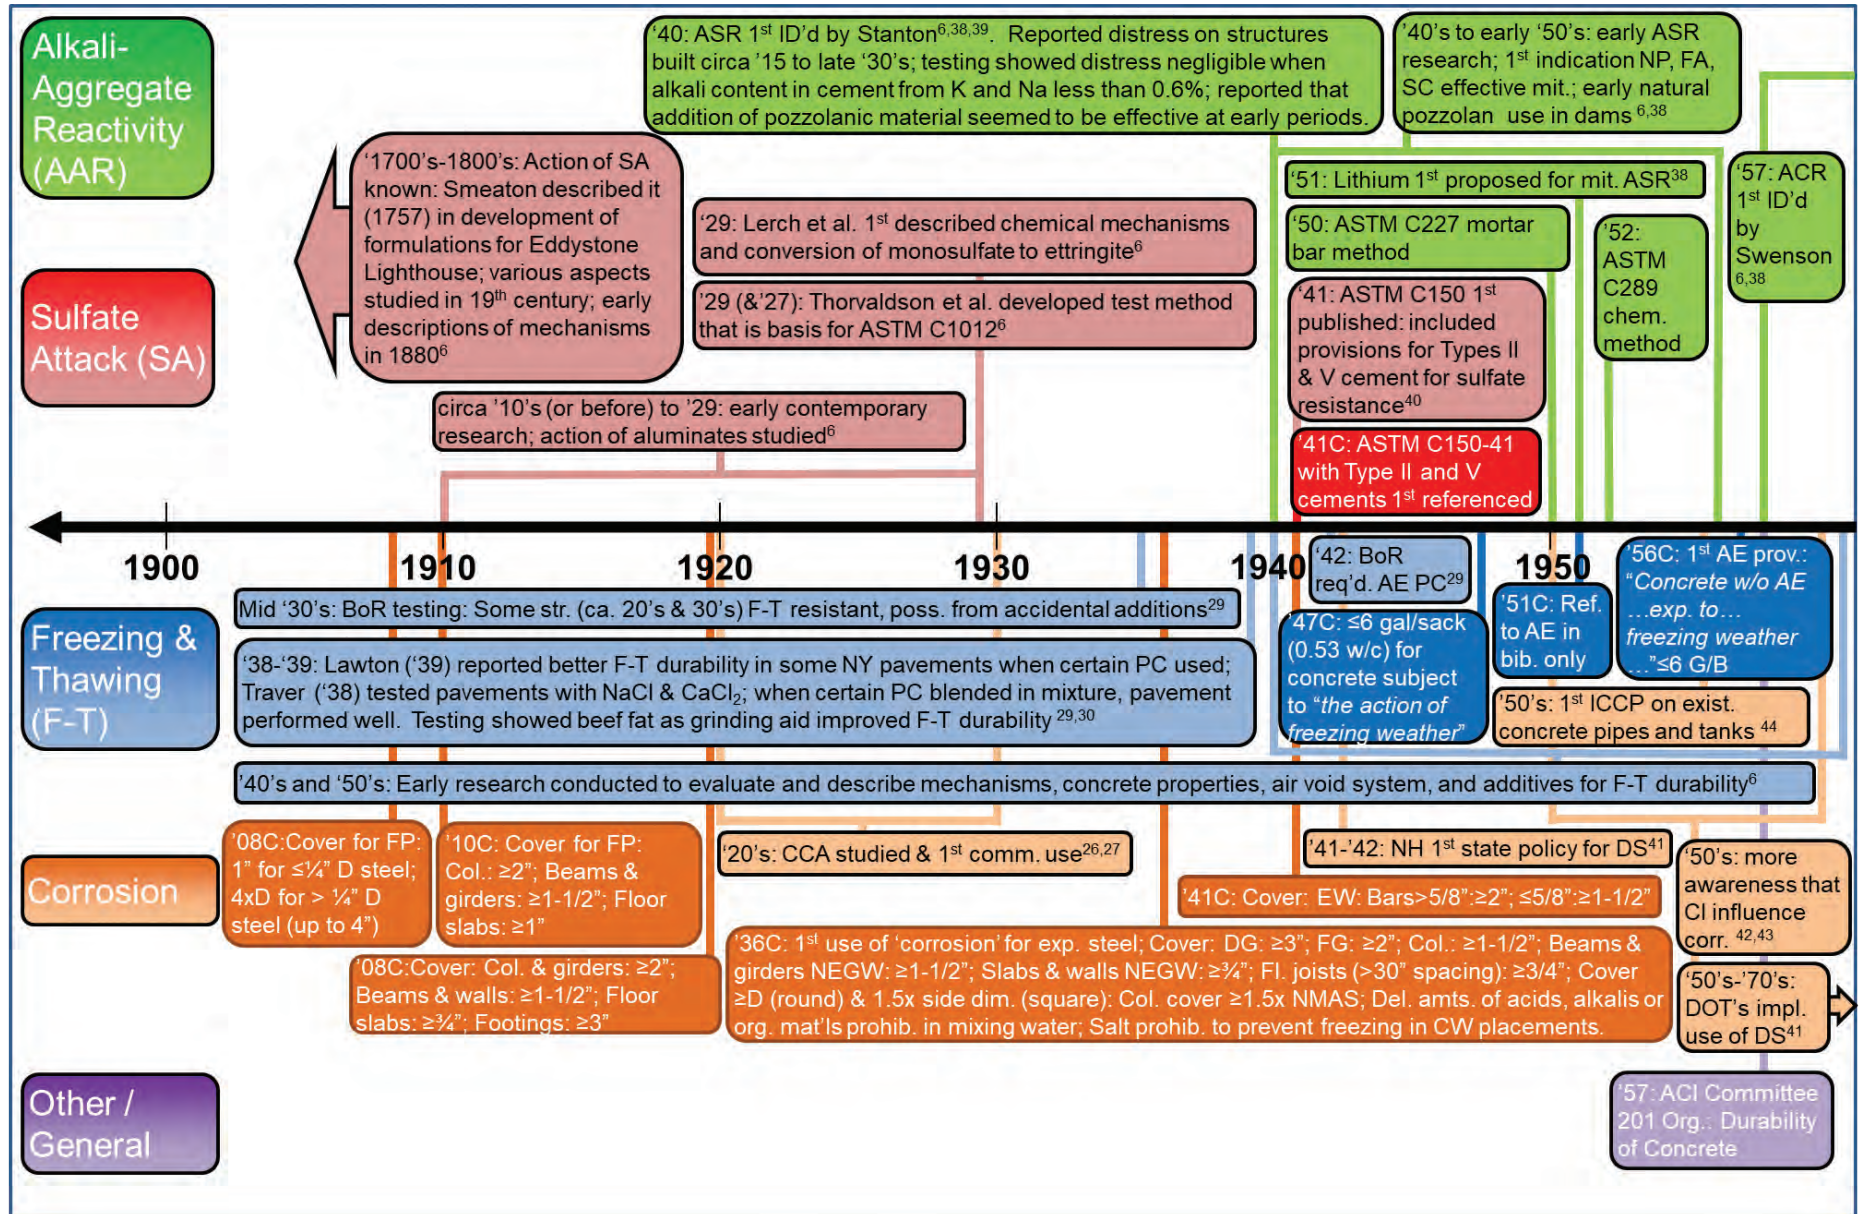 Alkali-
Aggregate
Reactivity
(AAR)
‘40: ASR 1st ID’d by Stanton6,38,39. Reported distress on structures
built circa ’15 to late ‘30’s; testing showed distress negligible when
alkali content in cement from K and Na less than 0.6%; reported that
addition of pozzolanic material seemed to be effective at early periods.
‘40’s to early ‘50’s: early ASR
research; 1st indication NP, FA,
SC effective mit.; early natural
pozzolan use in dams 6,38
‘1700’s-1800’s: Action of SA
known: Smeaton described it
(1757) in development of
formulations for Eddystone
Lighthouse; various aspects
studied in 19th century; early
descriptions of mechanisms
in 18806
‘29: Lerch et al. 1st described chemical mechanisms
and conversion of monosulfate to ettringite6
’29 (&’27): Thorvaldson et al. developed test method
that is basis for ASTM C10126
‘51: Lithium 1st proposed for mit. ASR38
‘50: ASTM C227 mortar
bar method
’52:
ASTM
C289
chem.
method
‘57: ACR
1st ID’d
by
Swenson
6,38
Sulfate
Attack (SA)
‘41: ASTM C150 1st
published: included
provisions for Types II
& V cement for sulfate
resistance40
circa ’10’s (or before) to ’29: early contemporary
research; action of aluminates studied6
‘41C: ASTM C150-41
with Type II and V
cements 1st referenced
1900
1910
1920
1930
1940
1950
‘42: BoR
req’d. AE PC29
‘56C: 1st AE prov.:
“Concrete w/o AE
…exp. to…
freezing weather
…”≤6 G/B
Freezing &
Thawing
(F-T)
Mid ’30’s: BoR testing: Some str. (ca. 20’s & 30’s) F-T resistant, poss. from accidental additions29
‘38-‘39: Lawton (‘39) reported better F-T durability in some NY pavements when certain PC used;
Traver (‘38) tested pavements with NaCl & CaCl2; when certain PC blended in mixture, pavement
performed well. Testing showed beef fat as grinding aid improved F-T durability 29,30
’47C: ≤6 gal/sack
(0.53 w/c) for
concrete subject
to “the action of
freezing weather”
’51C: Ref.
to AE in
bib. only
’50’s: 1st ICCP on exist.
concrete pipes and tanks 44
’40’s and ‘50’s: Early research conducted to evaluate and describe mechanisms, concrete properties, air void system, and additives for F-T durability6
Corrosion
’08C:Cover for FP:
1” for ≤¼” D steel;
4xD for > ¼” D
steel (up to 4”)
’10C: Cover for FP:
Col.: ≥2”; Beams &
girders: ≥1-1/2”; Floor
slabs: ≥1”
‘20’s: CCA studied & 1st comm. use26,27
’41-’42: NH 1st state policy for DS41
’41C: Cover: EW: Bars>5/8”:≥2”; ≤5/8”:≥1-1/2”
‘50’s: more
awareness that
Cl influence
corr. 42,43
’08C:Cover: Col. & girders: ≥2”;
Beams & walls: ≥1-1/2”; Floor
slabs: ≥¾”; Footings: ≥3”
’36C: 1st use of ‘corrosion’ for exp. steel; Cover: DG: ≥3”; FG: ≥2”; Col.: ≥1-1/2”; Beams &
girders NEGW: ≥1-1/2”; Slabs & walls NEGW: ≥¾”; Fl. joists (>30” spacing): ≥3/4”; Cover
≥D (round) & 1.5x side dim. (square): Col. cover ≥1.5x NMAS; Del. amts. of acids, alkalis or
org. mat’ls prohib. in mixing water; Salt prohib. to prevent freezing in CW placements.
‘50’s-’70’s:
DOT’s impl.
use of DS41
Other /
General
’57: ACI Committee
201 Org.: Durability
of Concrete